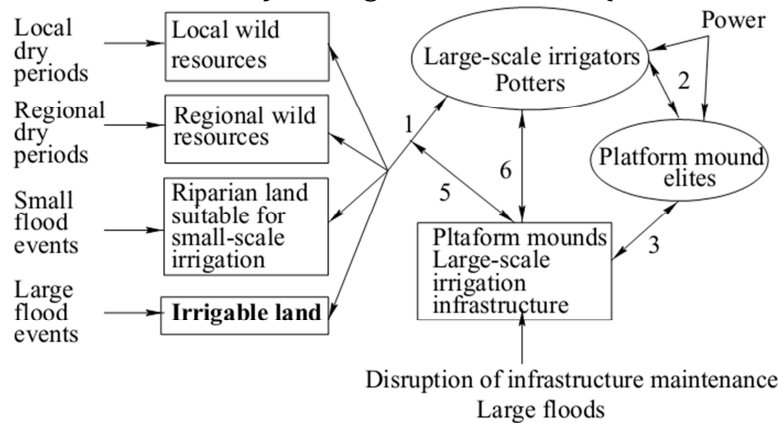 Local
dry
periods
Local wild
resources
Regional
dry
periods
Regional wild
resources
Small
flood
events
Riparian land
suitable for
small-scale
irrigation
Large
flood
events
Irrigable land
1
Large-scale irrigators
Potters
Power
2
Platform mound
elites
6
5
3
Pltaform mounds
Large-scale
irrigation
infrastructure
Disruption of infrastructure maintenance
Large floods